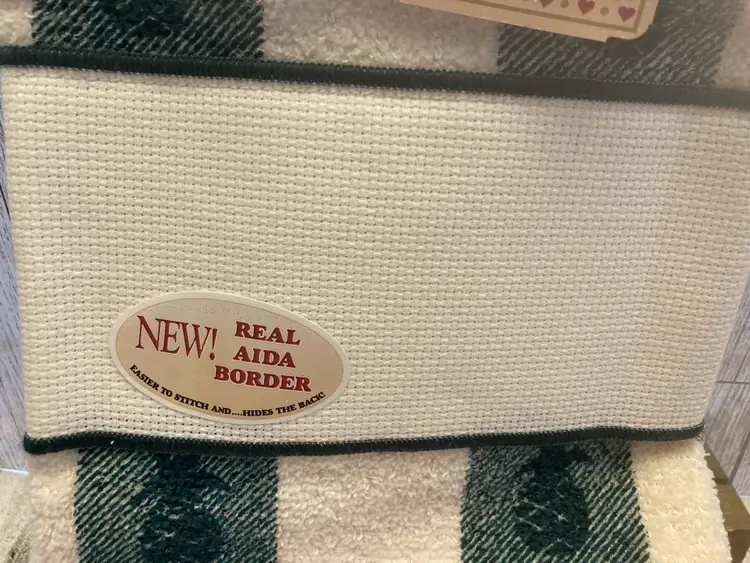 NEW! REAL
AIDA
BORDER
EASIER TO STITCH AND....HIDES THE BACK!